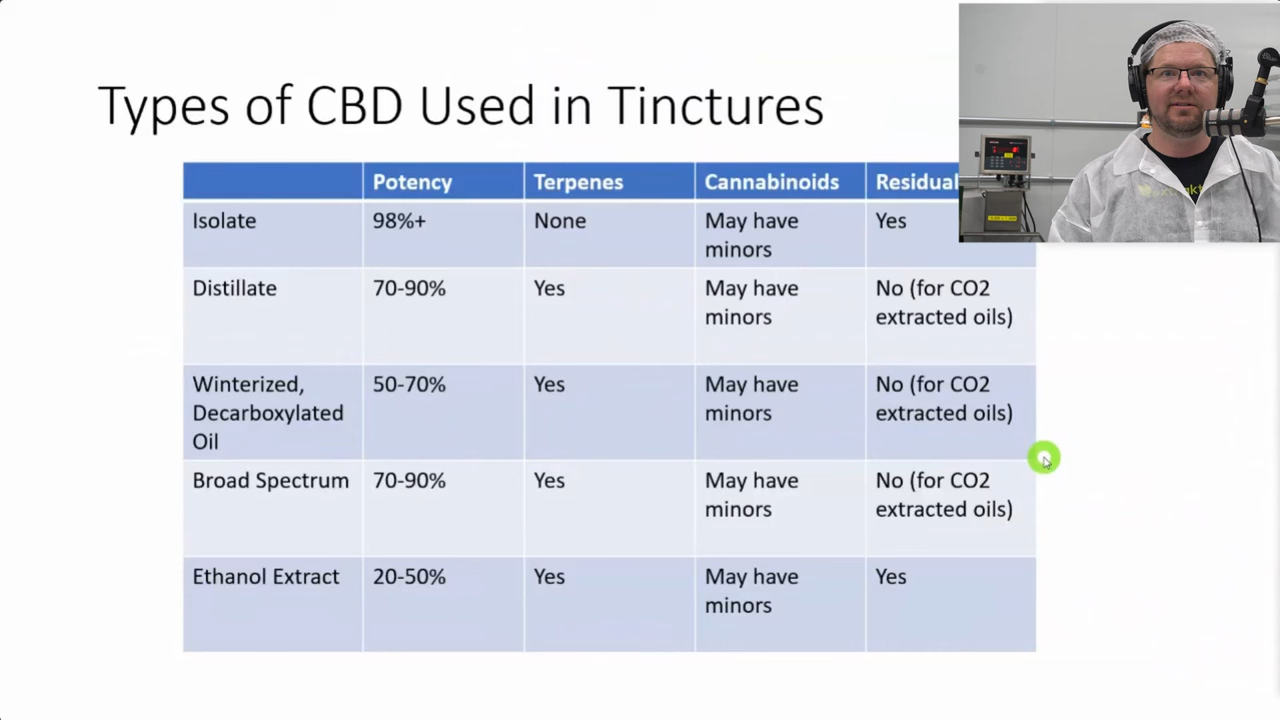 Types of CBD Used in Tinctures
Potency Terpenes Cannabinoids Residual
Isolate 98%+ None May have Yes
minors
Distillate 70-90% Yes May have No (for CO2
minors extracted oils)
Winterized, 50-70% Yes May have No (for CO2
Decarboxylated minors extracted oils)
Oil
Broad Spectrum 70-90% Yes May have No (for CO2
minors extracted oils)
Ethanol Extract 20-50% Yes May have Yes
minors